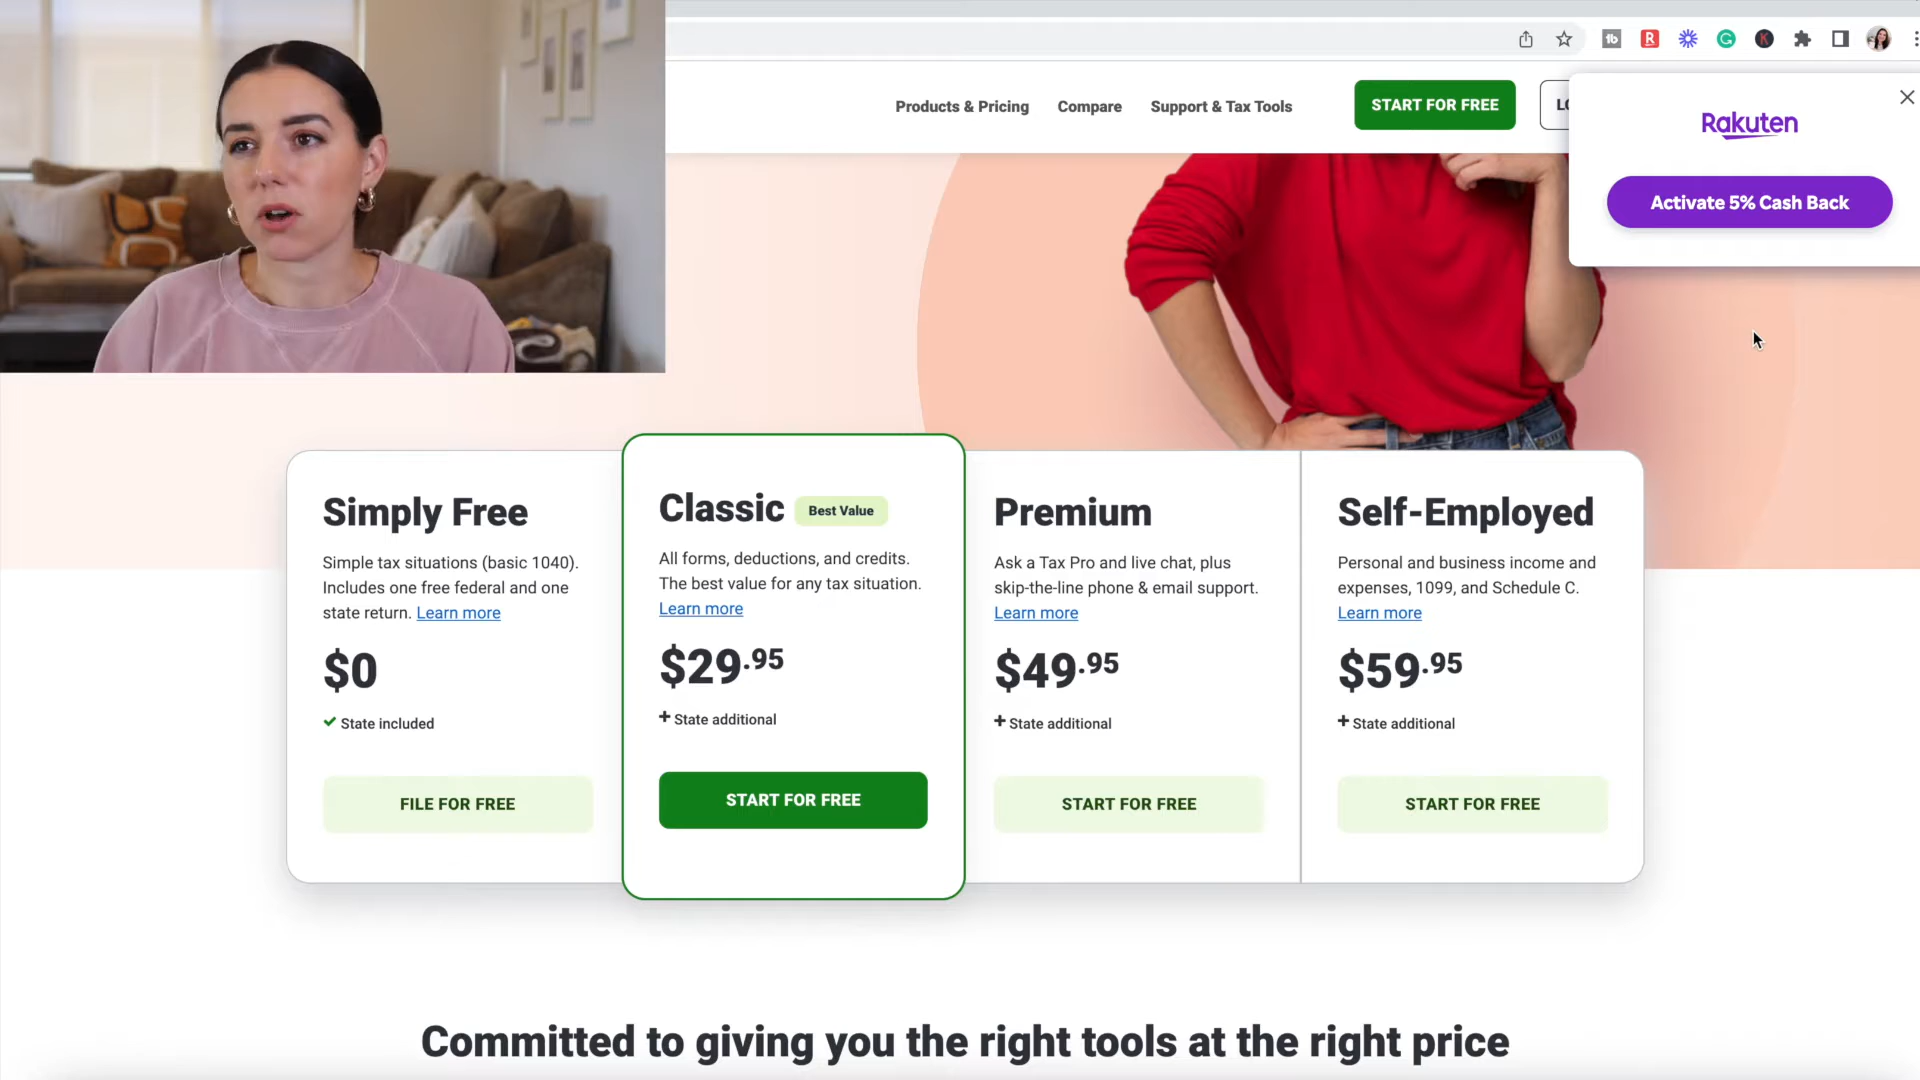 Products & Pricing
Compare
Support & Tax Tools
START FOR FREE
Rakuten
Activate 5% Cash Back
Simply Free
Simple tax situations (basic 1040).
Includes one free federal and one
state return. Learn more
$0
State included
FILE FOR FREE
Classic
Best Value
All forms, deductions, and credits.
The best value for any tax situation.
Learn more
$29.95
+ State additional
START FOR FREE
Premium
Ask a Tax Pro and live chat, plus
skip-the-line phone & email support.
Learn more
$49.95
+ State additional
START FOR FREE
Self-Employed
Personal and business income and
expenses, 1099, and Schedule C.
Learn more
$59.95
+ State additional
START FOR FREE
Committed to giving you the right tools at the right price